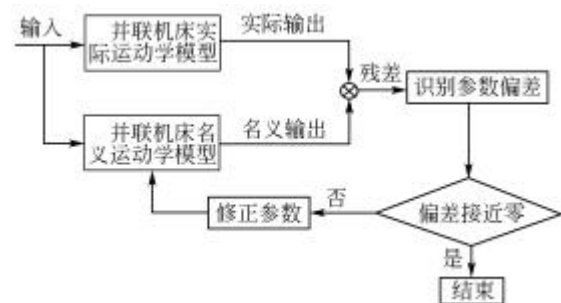 输入
并联机床实
际运动学模型
实际输出
残差
识别参数偏差
并联机床名
义运动学模型
名义输出
修正参数
否
偏差接近零
是
结束